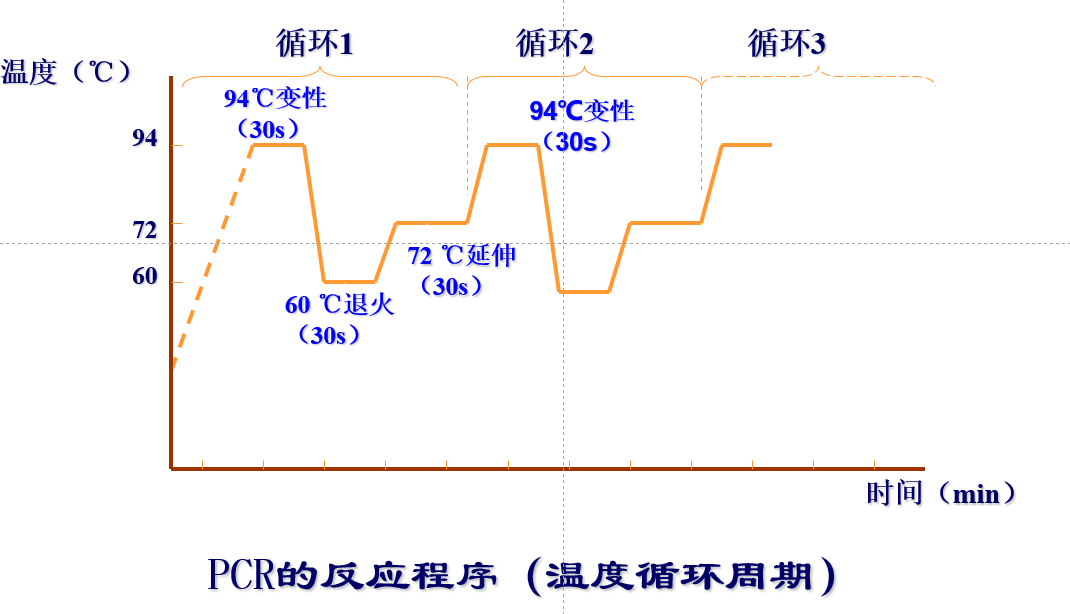 循环1
循环2
循环3
温度（℃）
94℃变性
（30s）
94℃变性
（30s）
94
72
60
72 ℃延伸
（30s）
60 ℃退火
（30s）
时间（min）
PCR的反应程序（温度循环周期）